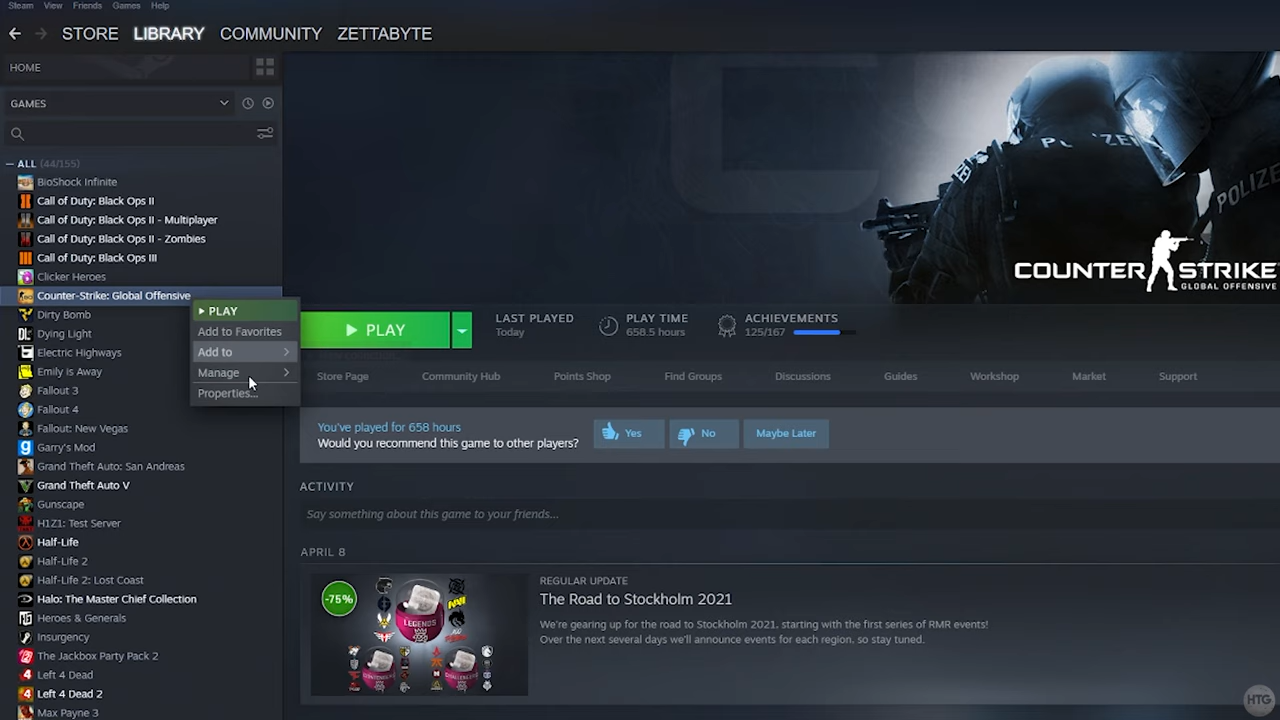 Steam View Friends Games Help
STORE LIBRARY COMMUNITY ZETTABYTE
HOME
GAMES
ALL (44/155)
BioShock Infinite
Call of Duty: Black Ops II
Call of Duty: Black Ops II - Multiplayer
Call of Duty: Black Ops II - Zombies
Call of Duty: Black Ops III
Clicker Heroes
Counter-Strike: Global Offensive
Dirty Bomb
Dying Light
Electric Highways
Emily is Away
Fallout 3
Fallout 4
Fallout: New Vegas
Garry's Mod
Grand Theft Auto: San Andreas
Grand Theft Auto V
Gunscape
H1Z1: Test Server
Half-Life
Half-Life 2
Half-Life 2: Lost Coast
Halo: The Master Chief Collection
Heroes & Generals
Insurgency
The Jackbox Party Pack 2
Left 4 Dead
Left 4 Dead 2
Max Payne 3
PLAY
Add to Favorites
Add to
Manage
Properties...
POLIZEI
COUNTER STRIKE
GLOBAL OFFENSIVE
PLAY
LAST PLAYED
Today
PLAY TIME
658.5 hours
ACHIEVEMENTS
125/167
Store Page Community Hub Points Shop Find Groups Discussions Guides Workshop Market Support
You've played for 658 hours
Would you recommend this game to other players?
Yes No Maybe Later
ACTIVITY
Say something about this game to your friends...
APRIL 8
-75%
LEGENDS
REGULAR UPDATE
The Road to Stockholm 2021
We're gearing up for the road to Stockholm 2021, starting with the first series of RMR events!
Over the next several days we'll announce events for each region, so stay tuned.
HTG